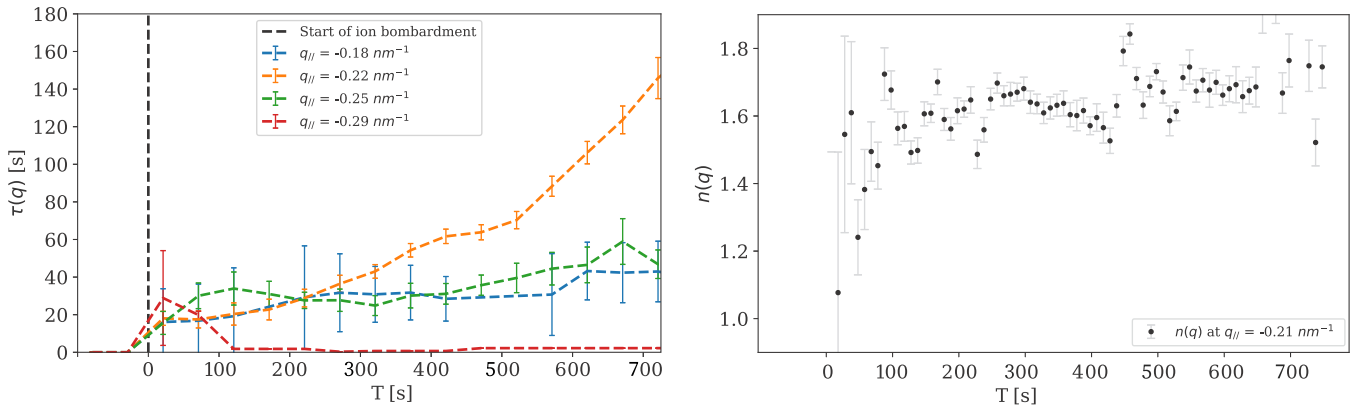 180
160
140
120
100
80
60
40
20
0
τ(q) [s]
0 100 200 300 400 500 600 700
T [s]
Start of ion bombardment
q// = -0.18 nm⁻¹
q// = -0.22 nm⁻¹
q// = -0.25 nm⁻¹
q// = -0.29 nm⁻¹
1.8
1.6
1.4
1.2
1.0
n(q)
0 100 200 300 400 500 600 700
T [s]
n(q) at q// = -0.21 nm⁻¹